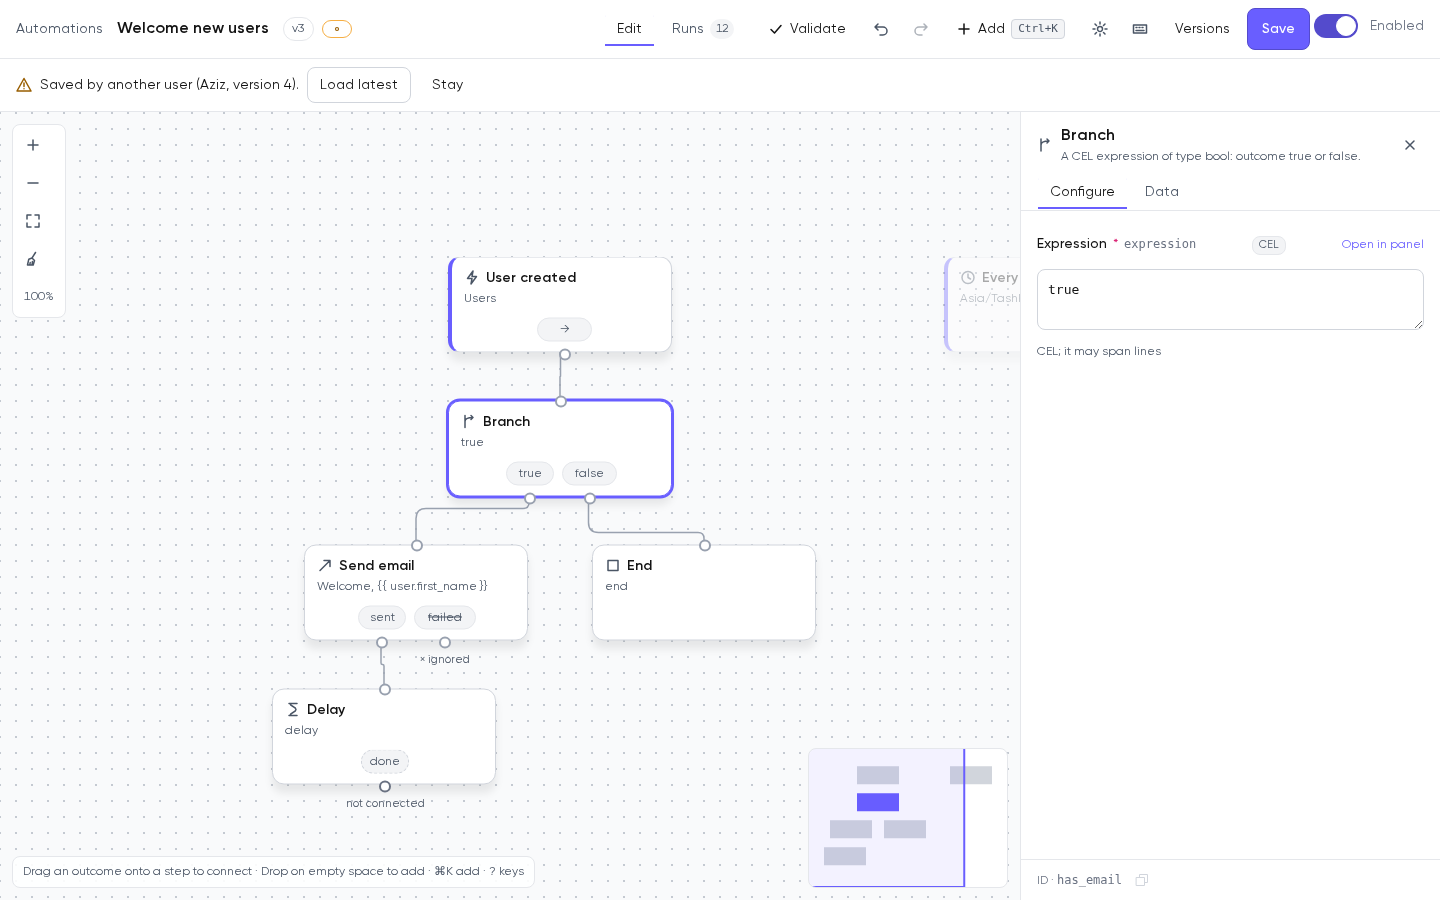 Automations Welcome new users v3
Edit Runs 12 Validate Add Ctrl+K Versions Save Enabled
Saved by another user (Aziz, version 4). Load latest Stay
100%
User created
Users
→
Every
Branch
true
true false
Send email
Welcome, {{ user.first_name }}
sent failed
× ignored
End
end
Delay
delay
done
not connected
Drag an outcome onto a step to connect · Drop on empty space to add · ⌘K add · ? keys
Branch
A CEL expression of type bool: outcome true or false.
Configure Data
Expression * expression CEL Open in panel
true
CEL; it may span lines
ID · has_email